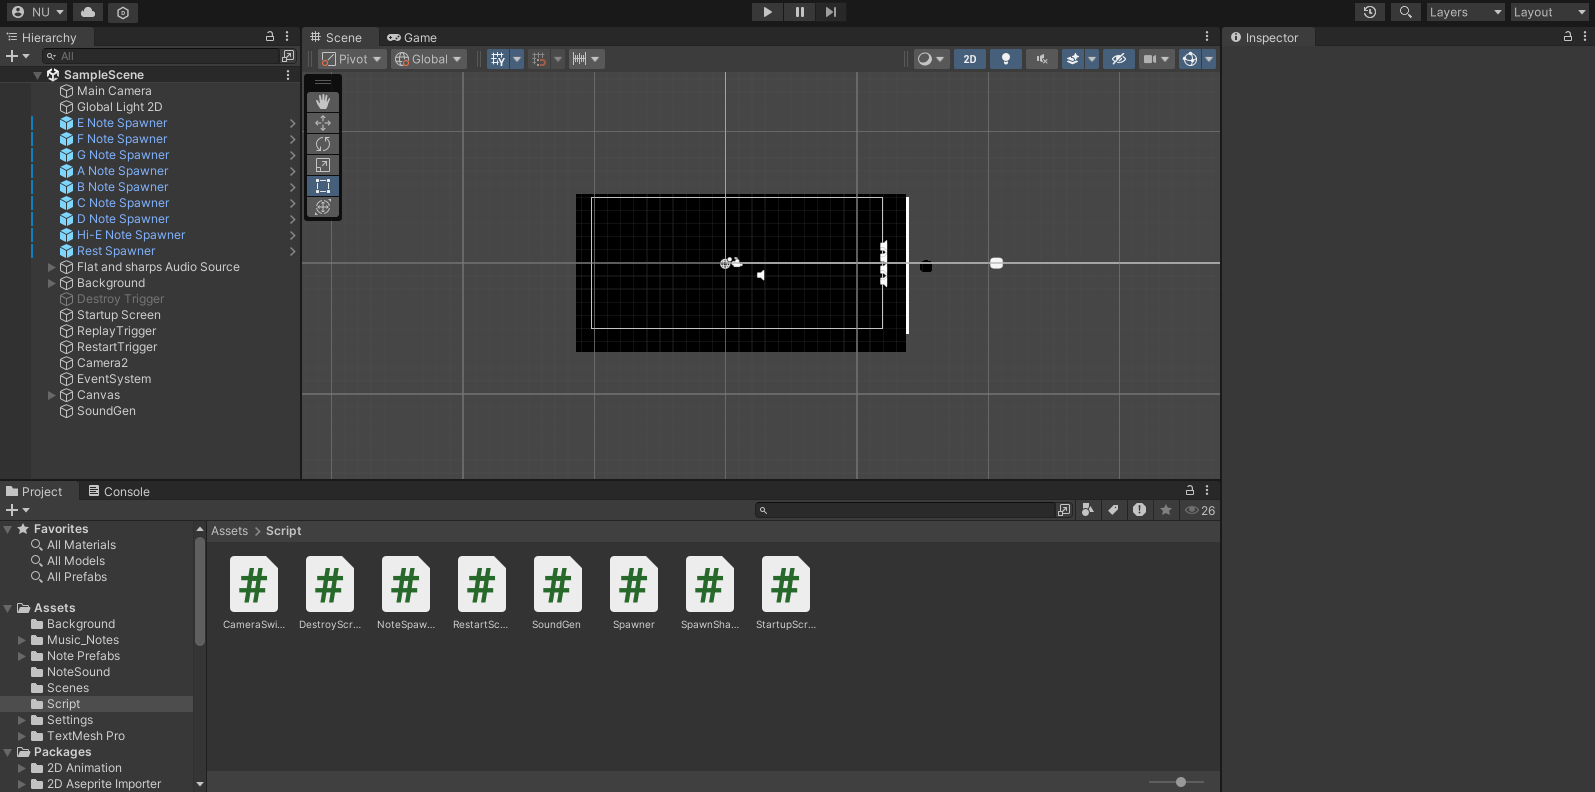 NU
Layers
Layout
Hierarchy
All
SampleScene
Main Camera
Global Light 2D
E Note Spawner
F Note Spawner
G Note Spawner
A Note Spawner
B Note Spawner
C Note Spawner
D Note Spawner
Hi-E Note Spawner
Rest Spawner
Flat and sharps Audio Source
Background
Destroy Trigger
Startup Screen
ReplayTrigger
RestartTrigger
Camera2
EventSystem
Canvas
SoundGen
Scene
Game
Pivot
Global
2D
Inspector
Project
Console
26
Favorites
All Materials
All Models
All Prefabs
Assets
Background
Music_Notes
Note Prefabs
NoteSound
Scenes
Script
Settings
TextMesh Pro
Packages
2D Animation
2D Aseprite Importer
Assets > Script
CameraSwi...
DestroyScr...
NoteSpaw...
RestartSc...
SoundGen
Spawner
SpawnSha...
StartupScr...